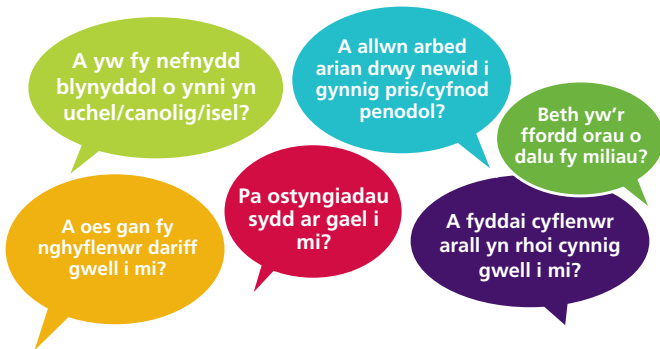 A yw fy nefnydd
blynyddol o ynni yn
uchel/canolig/isel?
A allwn arbed
arian drwy newid i
gynnig pris/cyfnod
penodol?
Beth yw’r
ffordd orau o
dalu fy miliau?
A oes gan fy
nghyflenwr dariff
gwell i mi?
Pa ostyngiadau
sydd ar gael i
mi?
A fyddai cyflenwr
arall yn rhoi cynnig
gwell i mi?